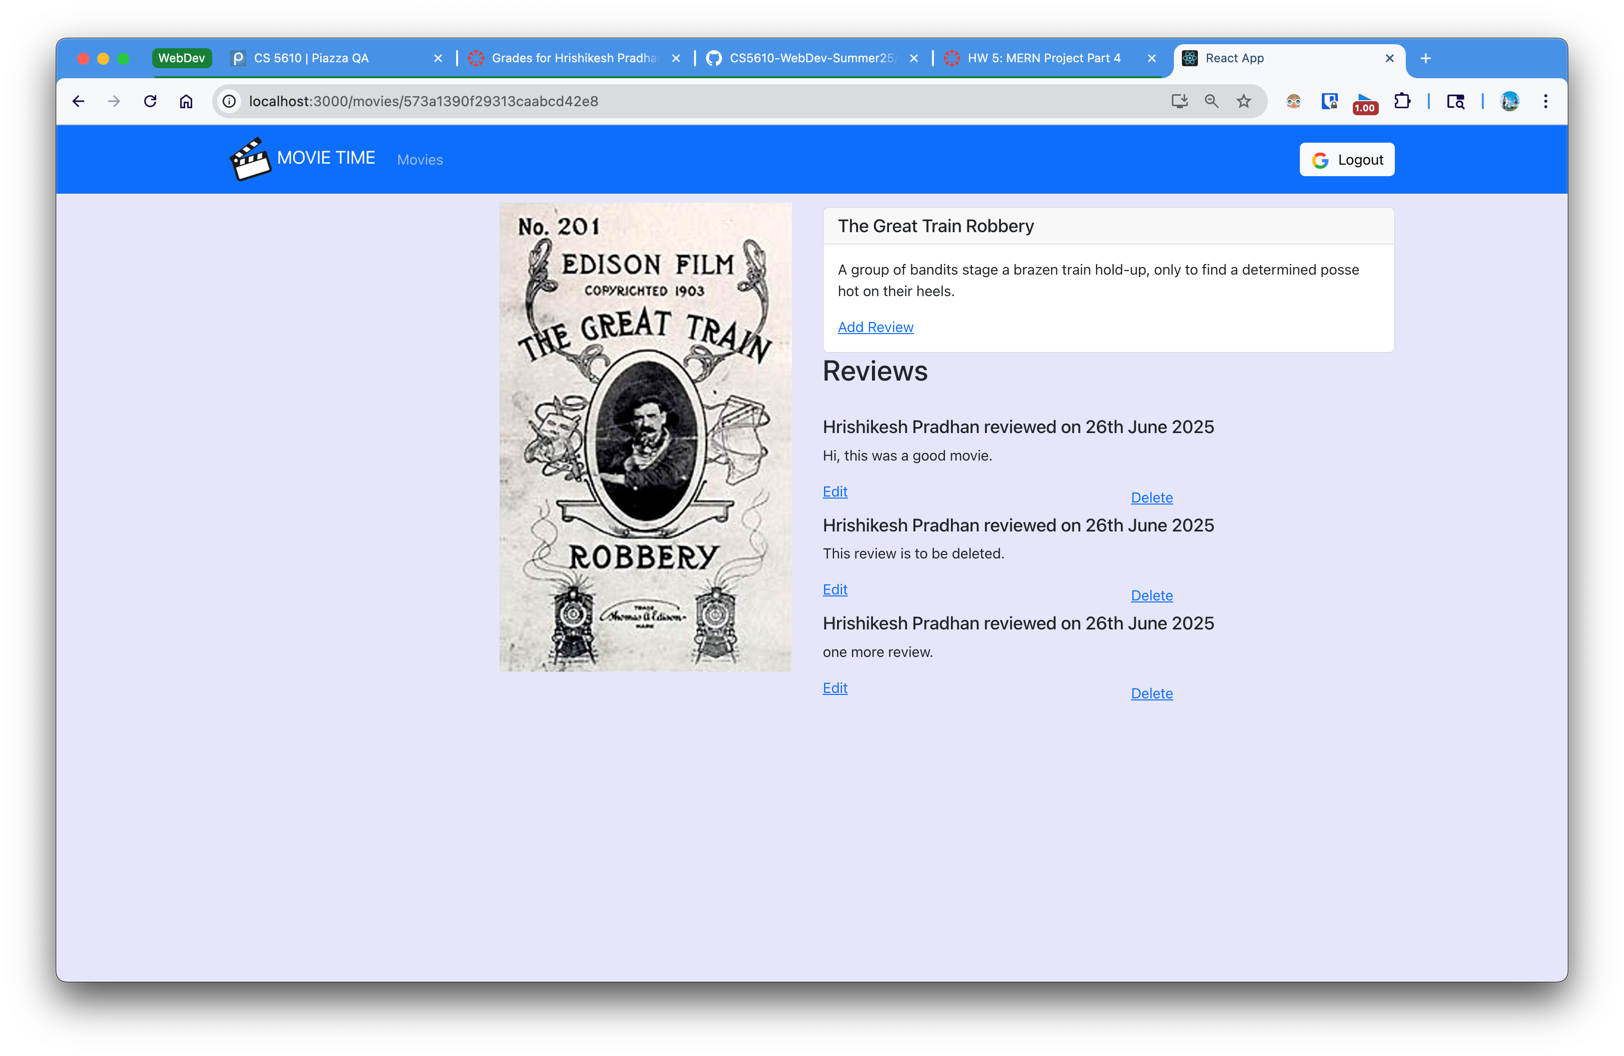 WebDev
CS 5610 | Piazza QA
Grades for Hrishikesh Pradha
CS5610-WebDev-Summer25/
HW 5: MERN Project Part 4
React App
localhost:3000/movies/573a1390f29313caabcd42e8
1.00
MOVIE TIME
Movies
Logout
No. 201
EDISON FILM
COPYRICHTED 1903
THE GREAT TRAIN
ROBBERY
TRADE
Thomas A Edison
MARK
The Great Train Robbery
A group of bandits stage a brazen train hold-up, only to find a determined posse
hot on their heels.
Add Review
Reviews
Hrishikesh Pradhan reviewed on 26th June 2025
Hi, this was a good movie.
Edit
Delete
Hrishikesh Pradhan reviewed on 26th June 2025
This review is to be deleted.
Edit
Delete
Hrishikesh Pradhan reviewed on 26th June 2025
one more review.
Edit
Delete